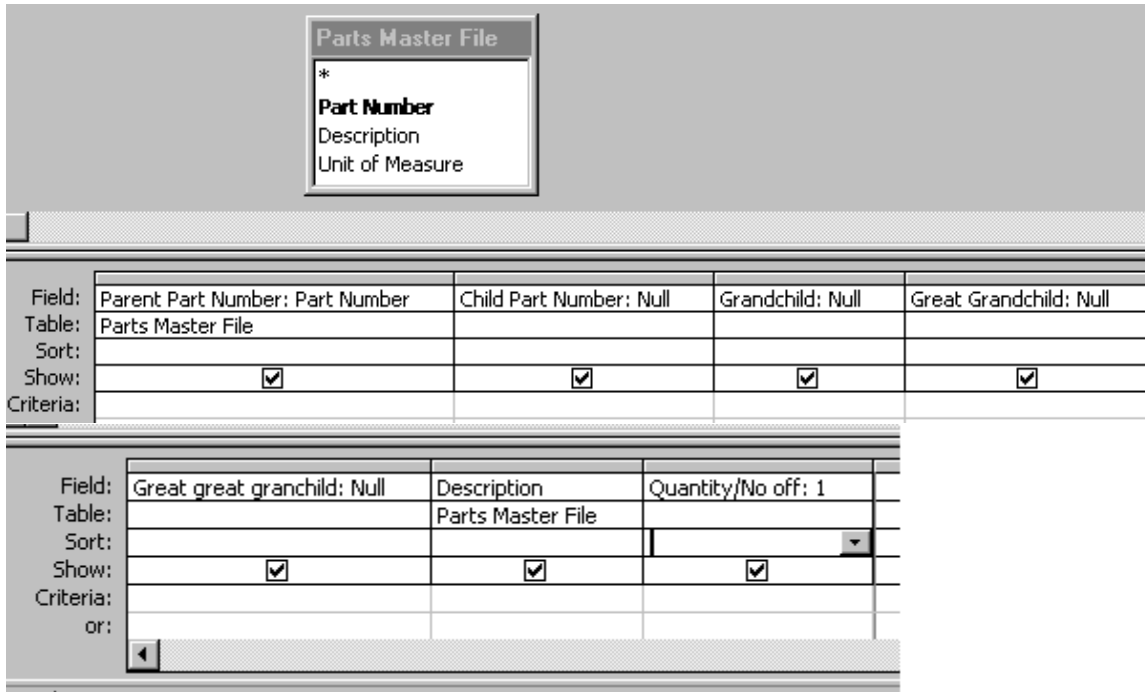 Parts Master File
*
Part Number
Description
Unit of Measure
Field: Parent Part Number: Part Number Child Part Number: Null Grandchild: Null Great Grandchild: Null
Table: Parts Master File
Sort:
Show:
Criteria:
Field: Great great granchild: Null Description Quantity/No off: 1
Table: Parts Master File
Sort:
Show:
Criteria:
or: